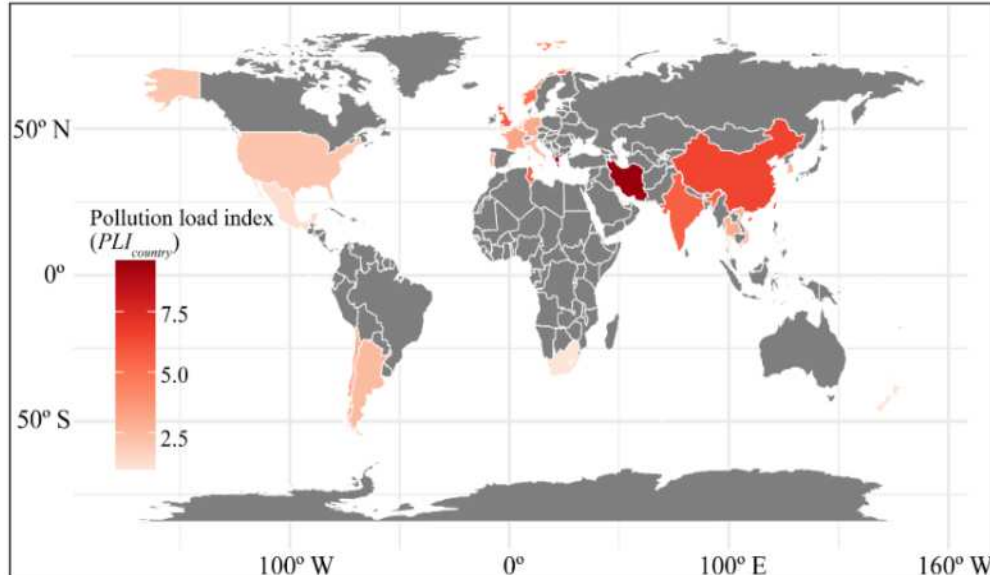 50º N
Pollution load index
(PLIcountry)
0º
7.5
5.0
50º S
2.5
100º W
0º
100º E
160º W